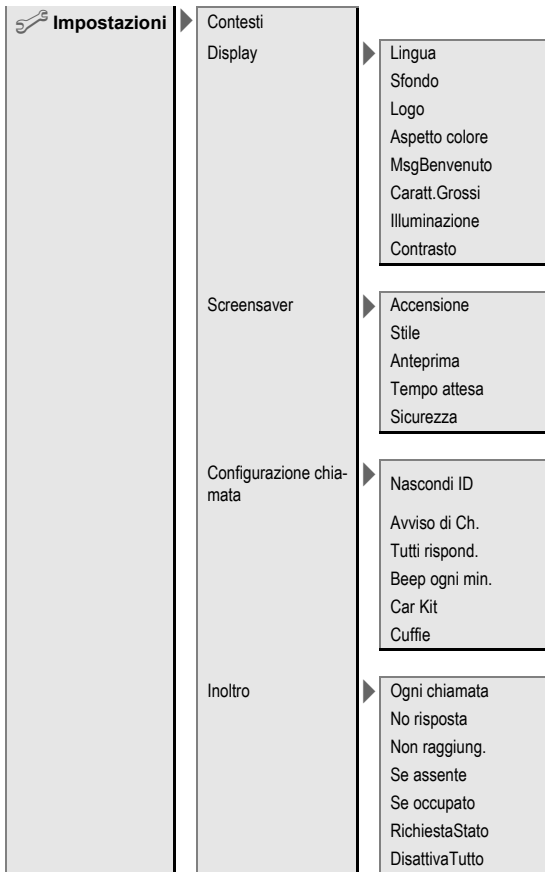 Impostazioni
Contesti
Display
Lingua
Sfondo
Logo
Aspetto colore
MsgBenvenuto
Caratt.Grossi
Illuminazione
Contrasto
Screensaver
Accensione
Stile
Anteprima
Tempo attesa
Sicurezza
Configurazione chia-
mata
Nascondi ID
Avviso di Ch.
Tutti rispond.
Beep ogni min.
Car Kit
Cuffie
Inoltro
Ogni chiamata
No risposta
Non raggiung.
Se assente
Se occupato
RichiestaStato
DisattivaTutto